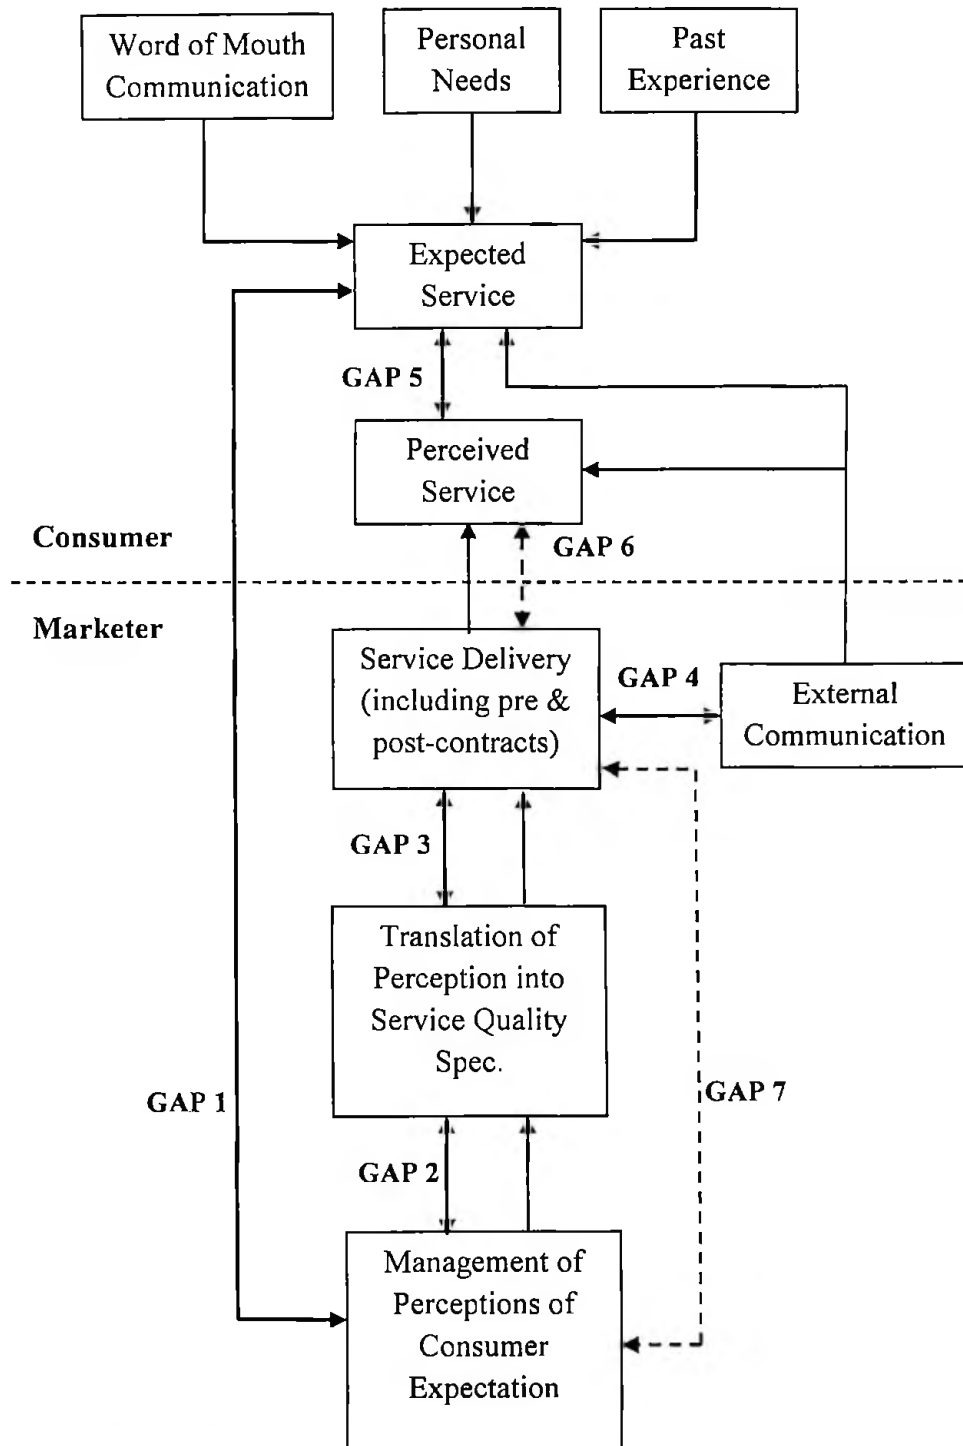 Word of Mouth
Communication
Personal
Needs
Past
Experience
Expected
Service
GAP 5
Perceived
Service
Consumer
GAP 6
Marketer
Service Delivery
(including pre &
post-contracts)
GAP 4
External
Communication
GAP 3
Translation of
Perception into
Service Quality
Spec.
GAP 1
GAP 7
GAP 2
Management of
Perceptions of
Consumer
Expectation